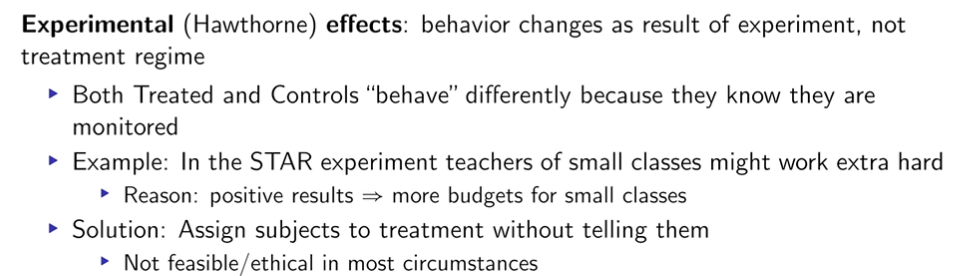 Experimental (Hawthorne) effects: behavior changes as result of experiment, not
treatment regime
▸ Both Treated and Controls “behave” differently because they know they are
monitored
▸ Example: In the STAR experiment teachers of small classes might work extra hard
▸ Reason: positive results ⇒ more budgets for small classes
▸ Solution: Assign subjects to treatment without telling them
▸ Not feasible/ethical in most circumstances